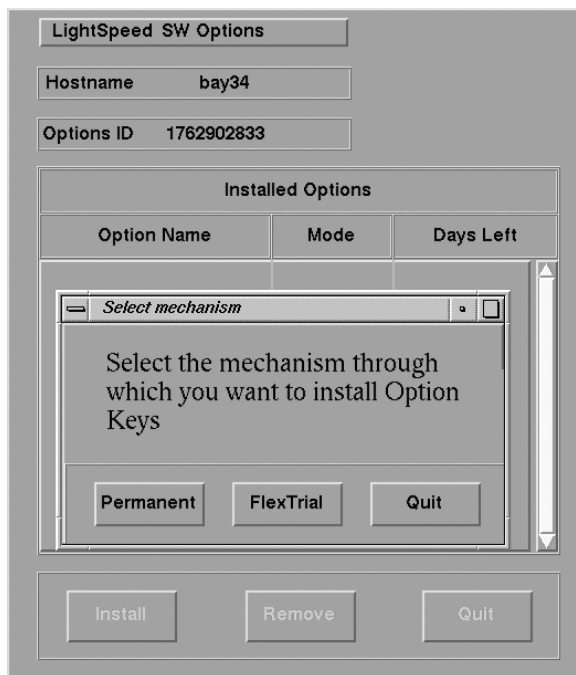 LightSpeed SW Options
Hostname bay34
Options ID 1762902833
Installed Options
Option Name Mode Days Left
Select mechanism
Select the mechanism through
which you want to install Option
Keys
Permanent FlexTrial Quit
Install Remove Quit